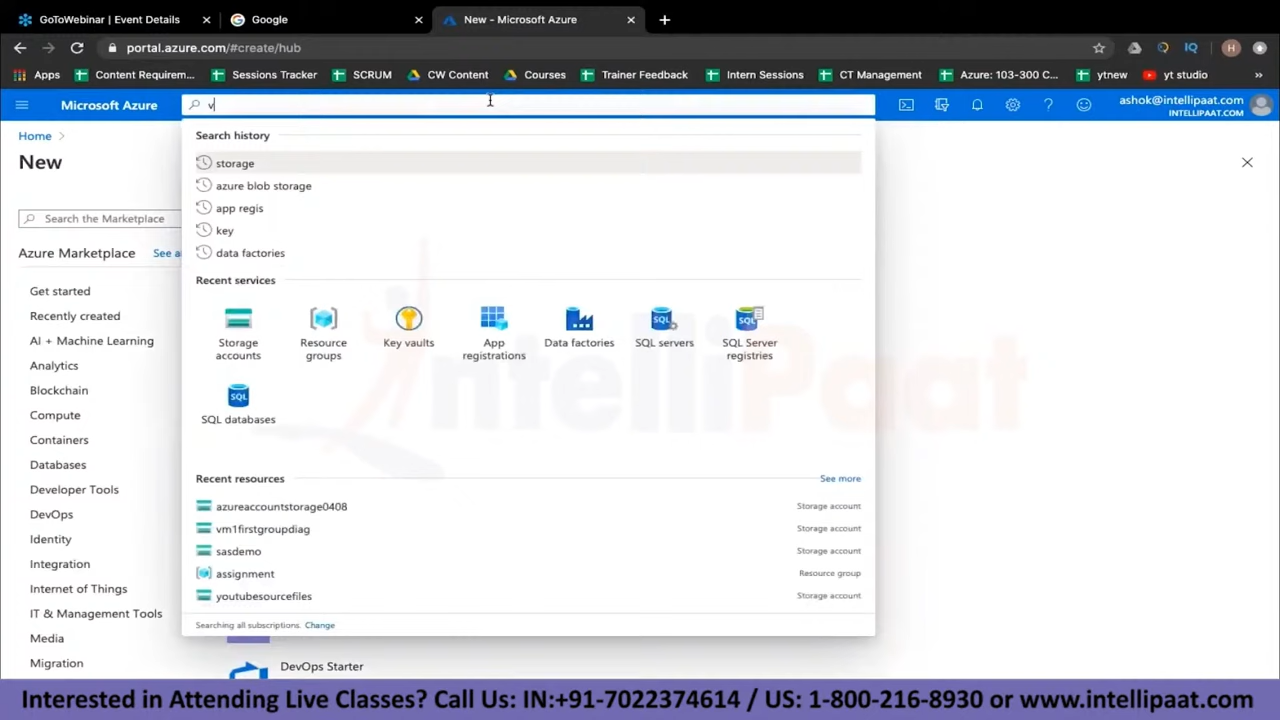 GoToWebinar | Event Details
Google
New - Microsoft Azure
portal.azure.com/#create/hub
H
Apps
Content Requirem...
Sessions Tracker
SCRUM
CW Content
Courses
Trainer Feedback
Intern Sessions
CT Management
Azure: 103-300 C...
ytnew
yt studio
»
Microsoft Azure
v
ashok@intellipaat.com
INTELLIPAAT.COM
Home >
New
Search the Marketplace
Azure Marketplace
See a
Get started
Recently created
AI + Machine Learning
Analytics
Blockchain
Compute
Containers
Databases
Developer Tools
DevOps
Identity
Integration
Internet of Things
IT & Management Tools
Media
Migration
Search history
storage
azure blob storage
app regis
key
data factories
Recent services
Storage accounts
Resource groups
Key vaults
App registrations
Data factories
SQL servers
SQL Server registries
SQL databases
Recent resources
See more
azureaccountstorage0408
Storage account
vm1firstgroupdiag
Storage account
sasdemo
Storage account
assignment
Resource group
youtubesourcefiles
Storage account
Searching all subscriptions. Change
DevOps Starter
IntelliPaat
Interested in Attending Live Classes? Call Us: IN:+91-7022374614 / US: 1-800-216-8930 or www.intellipaat.com